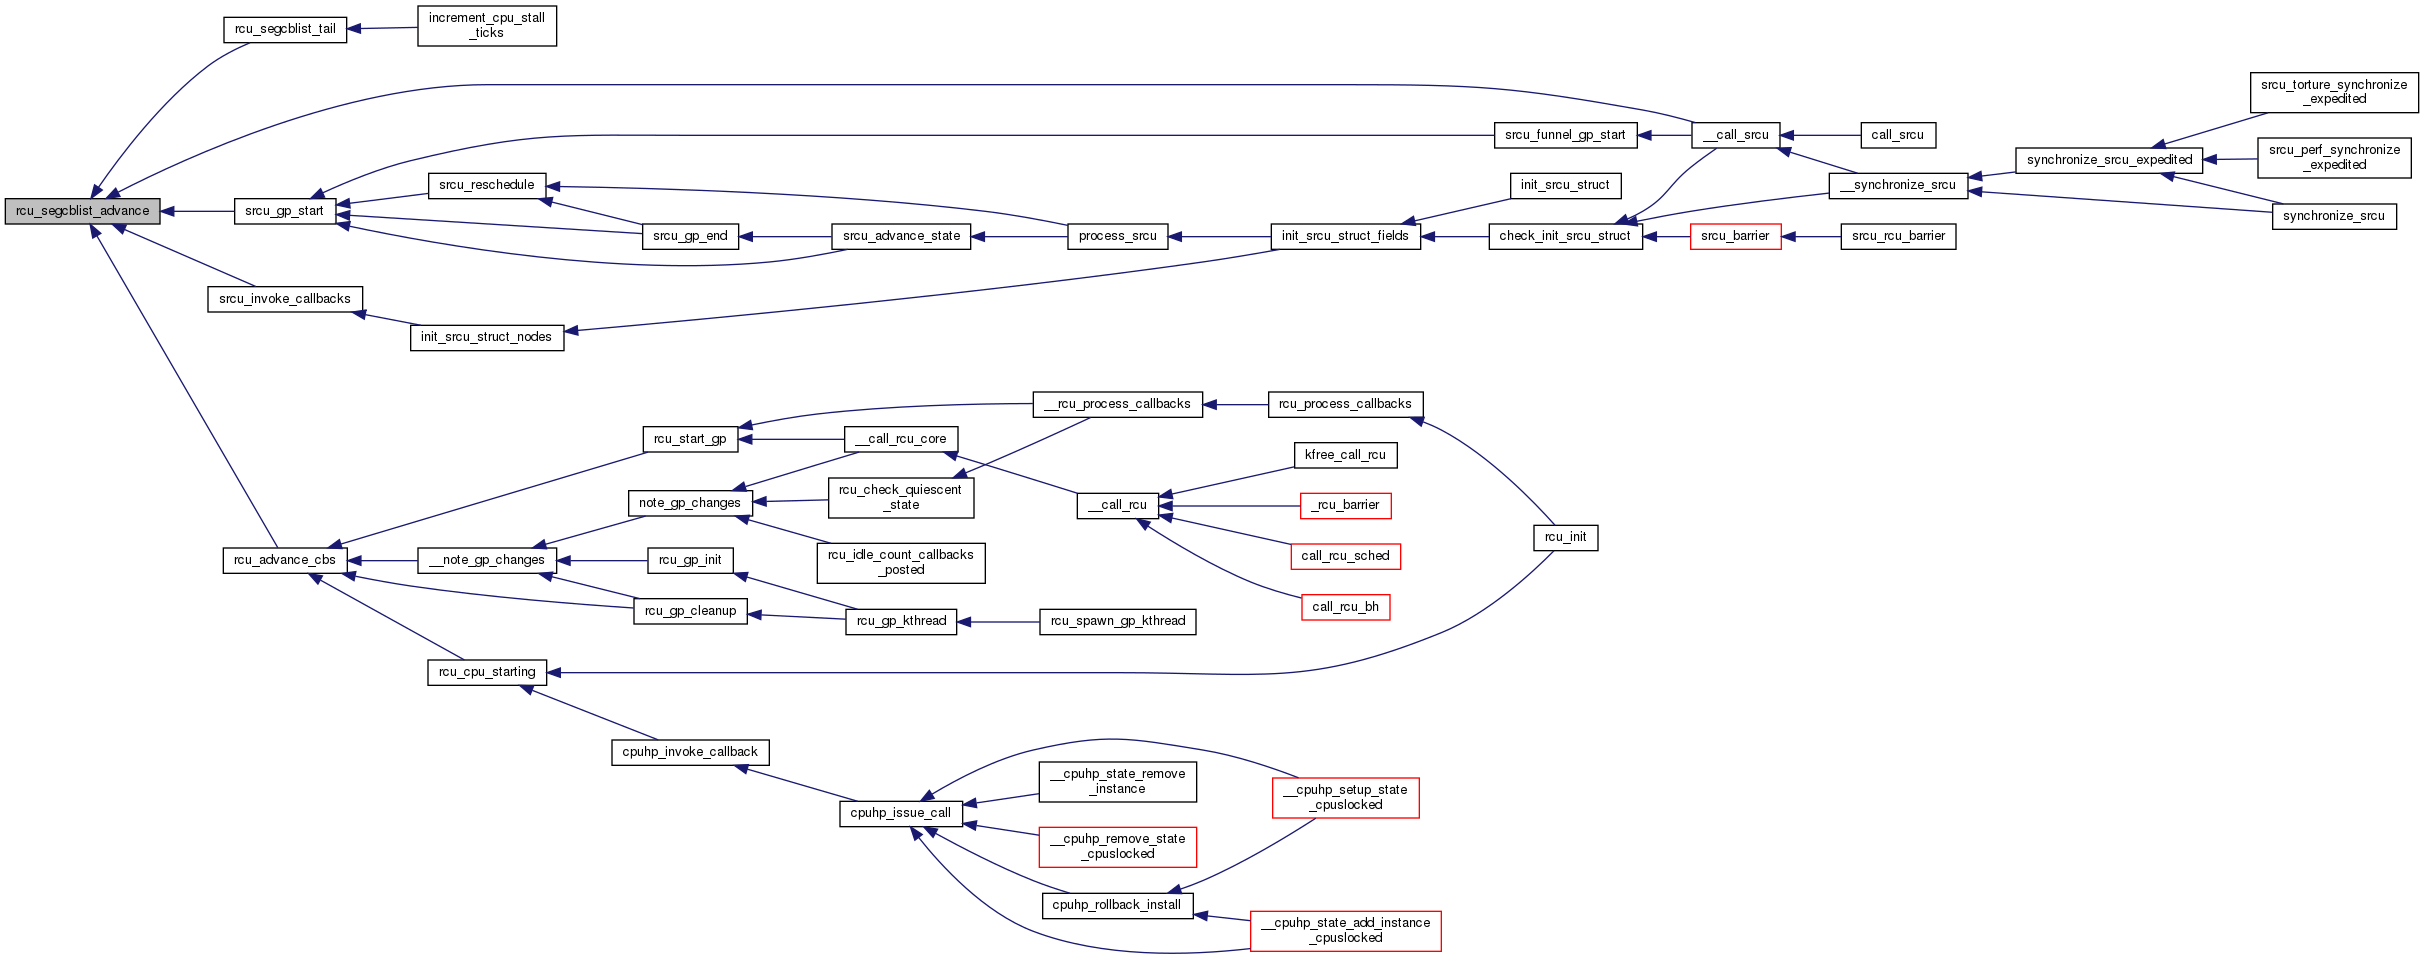 increment_cpu_stall
_ticks
rcu_segcblist_tail
srcu_torture_synchronize
_expedited
srcu_funnel_gp_start
__call_srcu
call_srcu
srcu_perf_synchronize
_expedited
synchronize_srcu_expedited
srcu_reschedule
init_srcu_struct
__synchronize_srcu
rcu_segcblist_advance
srcu_gp_start
synchronize_srcu
srcu_gp_end
srcu_advance_state
process_srcu
init_srcu_struct_fields
check_init_srcu_struct
srcu_barrier
srcu_rcu_barrier
srcu_invoke_callbacks
init_srcu_struct_nodes
__rcu_process_callbacks
rcu_process_callbacks
rcu_start_gp
__call_rcu_core
kfree_call_rcu
rcu_check_quiescent
_state
note_gp_changes
__call_rcu
_rcu_barrier
rcu_init
call_rcu_sched
rcu_idle_count_callbacks
_posted
rcu_advance_cbs
__note_gp_changes
rcu_gp_init
call_rcu_bh
rcu_gp_cleanup
rcu_gp_kthread
rcu_spawn_gp_kthread
rcu_cpu_starting
cpuhp_invoke_callback
__cpuhp_state_remove
_instance
__cpuhp_setup_state
_cpuslocked
cpuhp_issue_call
__cpuhp_remove_state
_cpuslocked
cpuhp_rollback_install
__cpuhp_state_add_instance
_cpuslocked